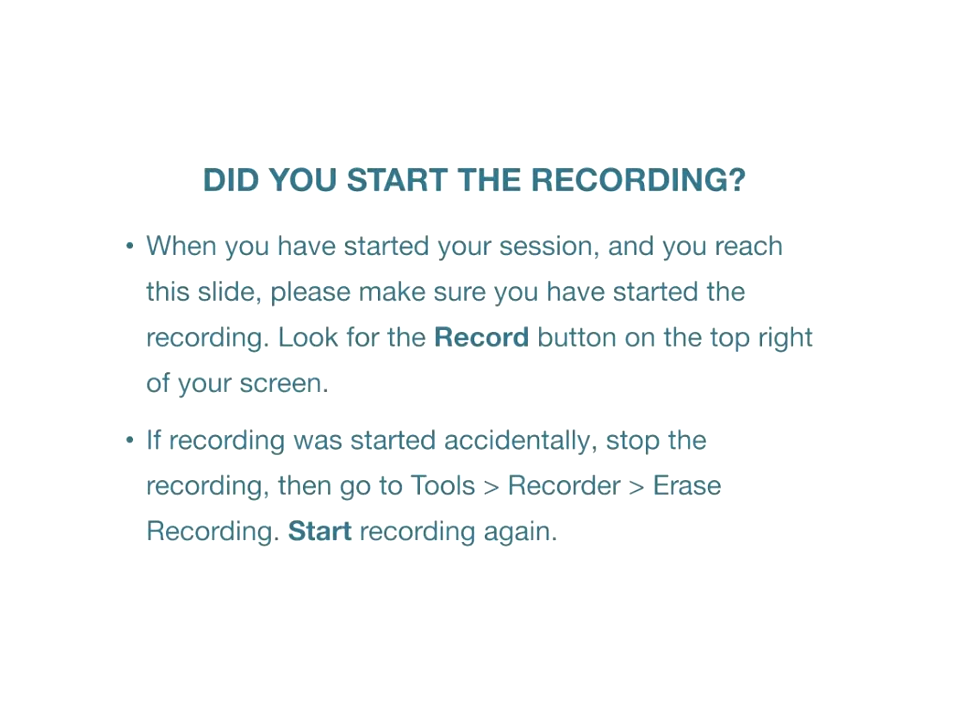 DID YOU START THE RECORDING?
• When you have started your session, and you reach
this slide, please make sure you have started the
recording. Look for the Record button on the top right
of your screen.
• If recording was started accidentally, stop the
recording, then go to Tools > Recorder > Erase
Recording. Start recording again.